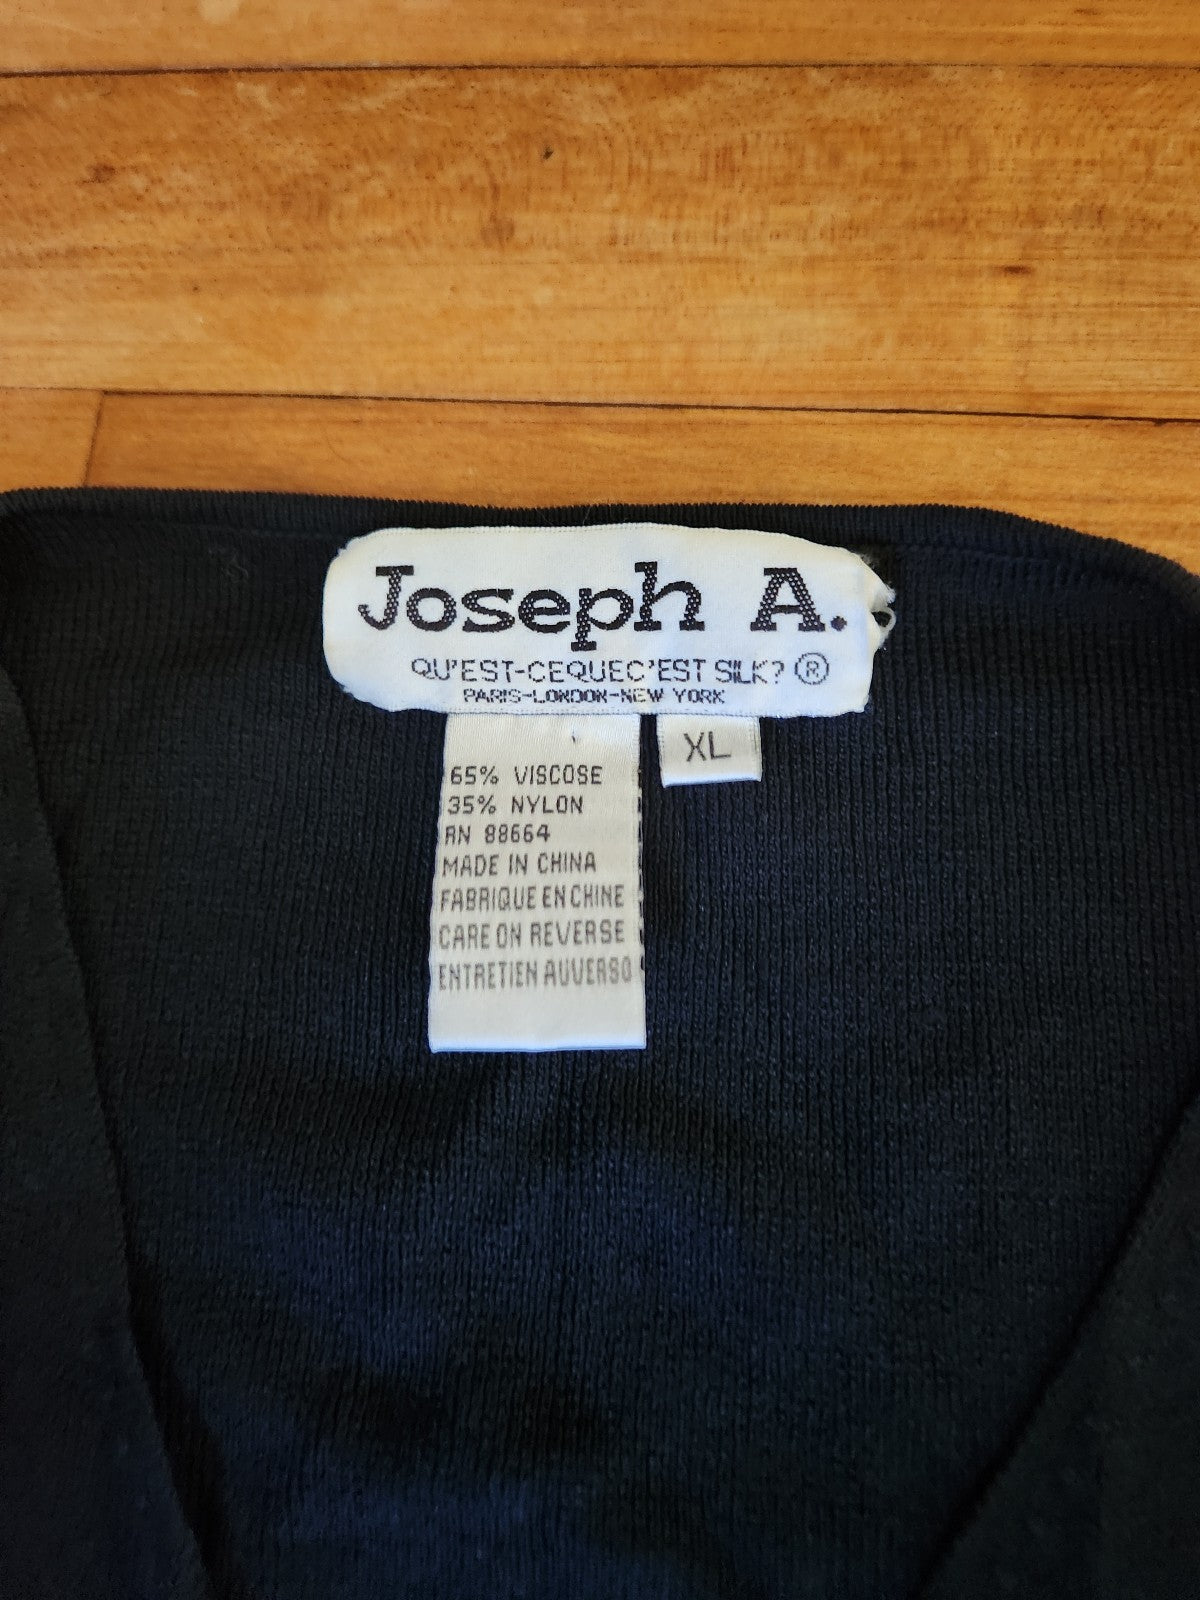 Joseph A.
QU'EST-CEQUEC'EST SILK? ®
PARIS-LONDON-NEW YORK
XL
65% VISCOSE
35% NYLON
RN 88664
MADE IN CHINA
FABRIQUE EN CHINE
CARE ON REVERSE
ENTRETIEN AUVERSO